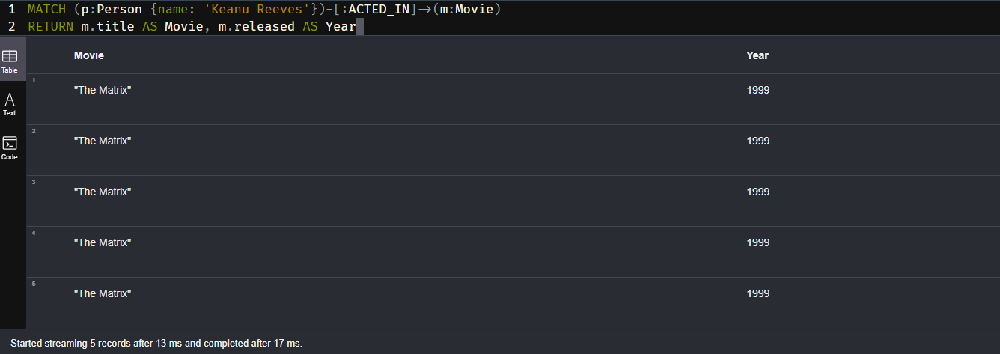 1 MATCH (p:Person {name: 'Keanu Reeves'})-[:ACTED_IN]->(m:Movie)
2 RETURN m.title AS Movie, m.released AS Year
Table
Text
Code
Movie Year
1 "The Matrix" 1999
2 "The Matrix" 1999
3 "The Matrix" 1999
4 "The Matrix" 1999
5 "The Matrix" 1999
Started streaming 5 records after 13 ms and completed after 17 ms.